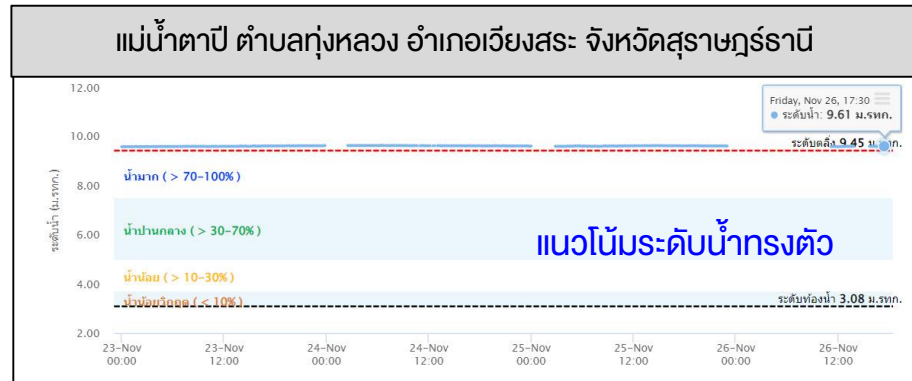 แม่น้ำตาปี ตำบลทุ่งหลวง อำเภอเวียงสระ จังหวัดสุราษฎร์ธานี
12.00
Friday, Nov 26, 17:30
ระดับน้ำ: 9.61 ม.รทก.
10.00
ระดับตลิ่ง 9.45 ม.รทก.
น้ำมาก ( > 70-100% )
8.00
ระดับน้ำ (ม.รทก.)
น้ำปานกลาง ( > 30-70% )
6.00
แนวโน้มระดับน้ำทรงตัว
น้ำน้อย ( > 10-30% )
4.00
น้ำน้อยวิกฤต ( < 10% )
ระดับท้องน้ำ 3.08 ม.รทก.
2.00
23-Nov 00:00
23-Nov 12:00
24-Nov 00:00
24-Nov 12:00
25-Nov 00:00
25-Nov 12:00
26-Nov 00:00
26-Nov 12:00